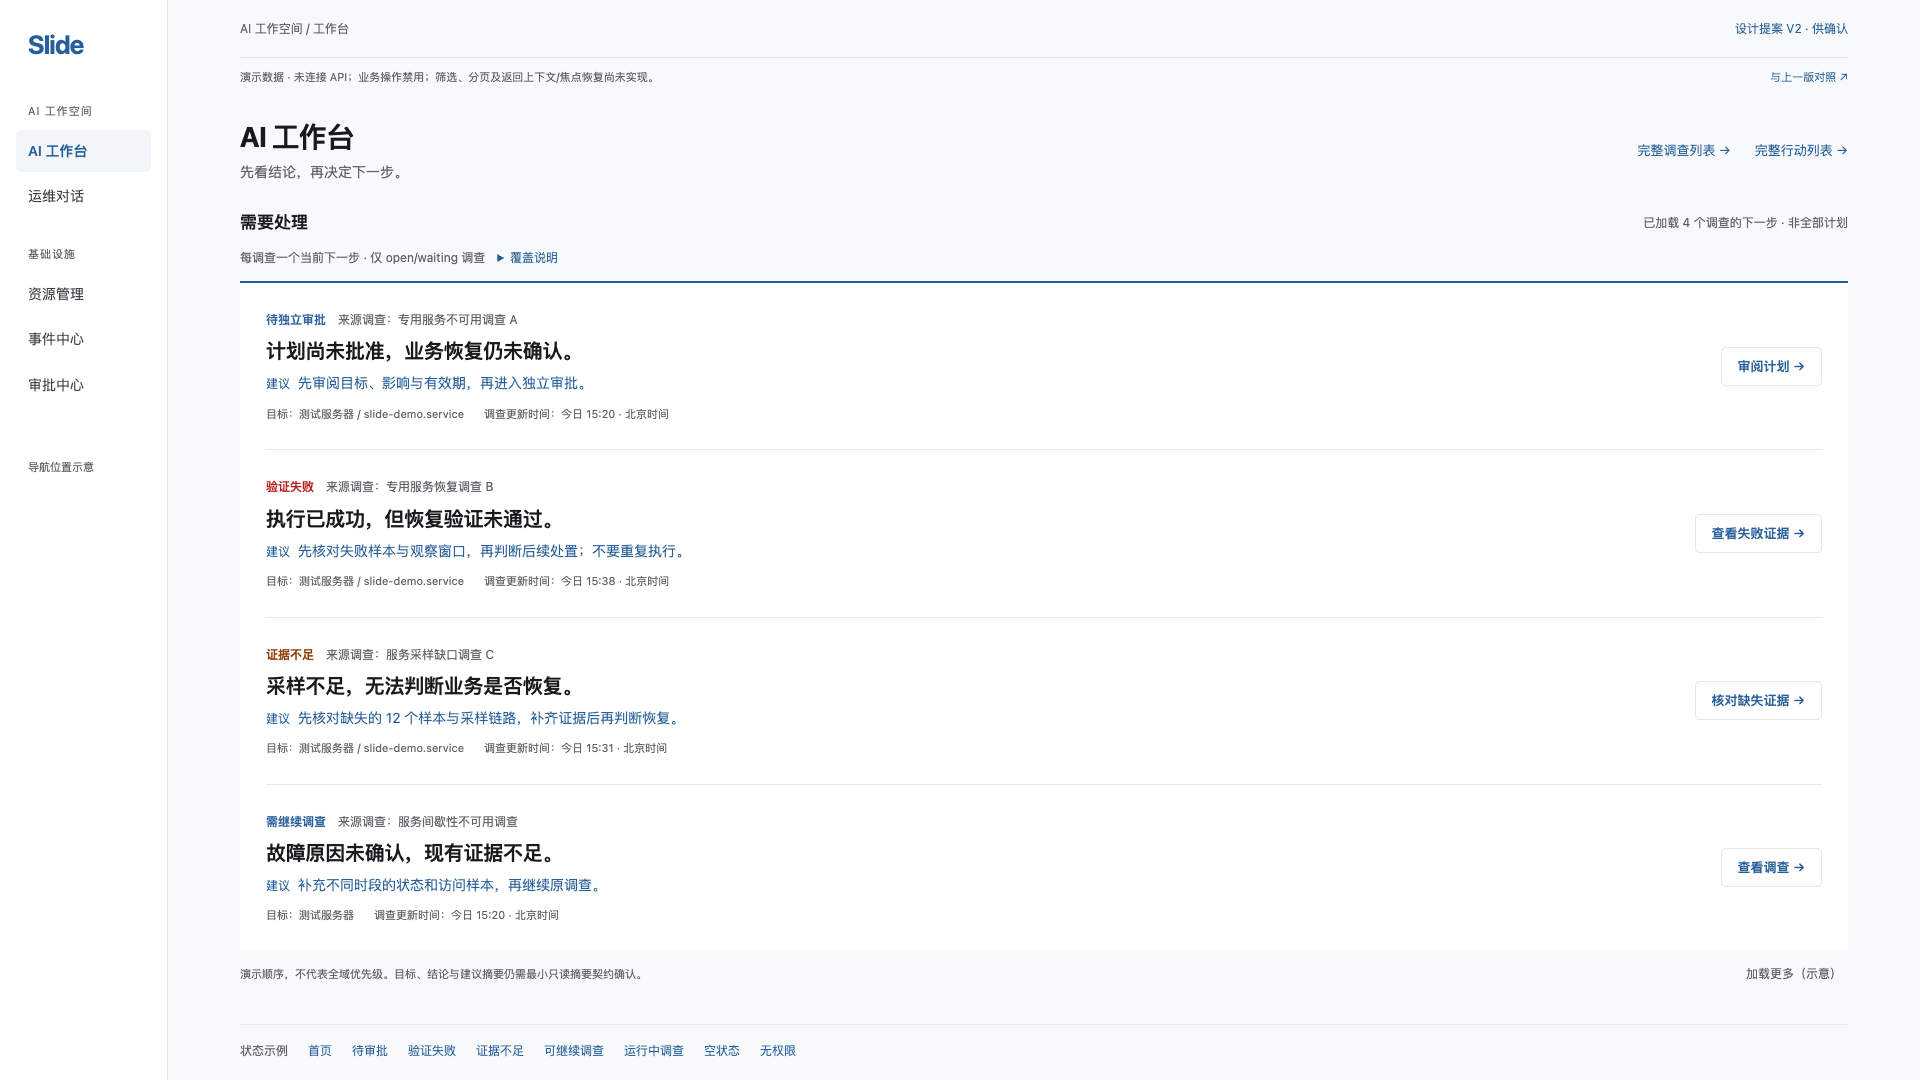 Slide
AI 工作空间
AI 工作台
运维对话
基础设施
资源管理
事件中心
审批中心
导航位置示意
AI 工作空间 / 工作台
设计提案 V2 · 供确认
演示数据 · 未连接 API；业务操作禁用；筛选、分页及返回上下文/焦点恢复尚未实现。
与上一版对照 ↗
AI 工作台
先看结论，再决定下一步。
完整调查列表 →
完整行动列表 →
需要处理
已加载 4 个调查的下一步 · 非全部计划
每调查一个当前下一步 · 仅 open/waiting 调查
▶ 覆盖说明
待独立审批 来源调查：专用服务不可用调查 A
计划尚未批准，业务恢复仍未确认。
建议 先审阅目标、影响与有效期，再进入独立审批。
目标：测试服务器 / slide-demo.service 调查更新时间：今日 15:20 · 北京时间
审阅计划 →
验证失败 来源调查：专用服务恢复调查 B
执行已成功，但恢复验证未通过。
建议 先核对失败样本与观察窗口，再判断后续处置；不要重复执行。
目标：测试服务器 / slide-demo.service 调查更新时间：今日 15:38 · 北京时间
查看失败证据 →
证据不足 来源调查：服务采样缺口调查 C
采样不足，无法判断业务是否恢复。
建议 先核对缺失的 12 个样本与采样链路，补齐证据后再判断恢复。
目标：测试服务器 / slide-demo.service 调查更新时间：今日 15:31 · 北京时间
核对缺失证据 →
需继续调查 来源调查：服务间歇性不可用调查
故障原因未确认，现有证据不足。
建议 补充不同时段的状态和访问样本，再继续原调查。
目标：测试服务器 调查更新时间：今日 15:20 · 北京时间
查看调查 →
演示顺序，不代表全域优先级。目标、结论与建议摘要仍需最小只读摘要契约确认。
加载更多（示意）
状态示例 首页 待审批 验证失败 证据不足 可继续调查 运行中调查 空状态 无权限